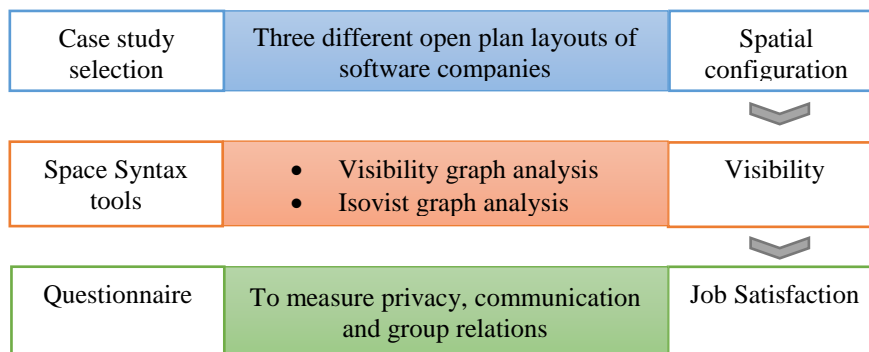 Case study
selection
Three different open plan layouts of
software companies
Spatial
configuration
Space Syntax
tools
• Visibility graph analysis
• Isovist graph analysis
Visibility
Questionnaire
To measure privacy, communication
and group relations
Job Satisfaction